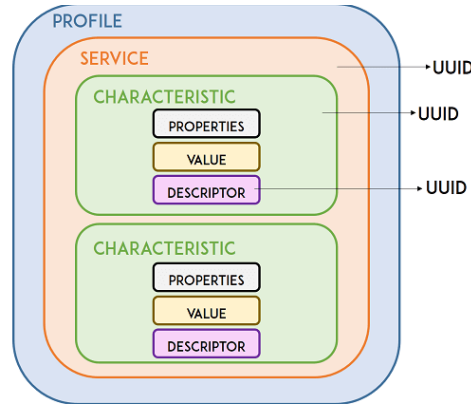 PROFILE
SERVICE
UUID
CHARACTERISTIC
UUID
PROPERTIES
VALUE
DESCRIPTOR
UUID
CHARACTERISTIC
PROPERTIES
VALUE
DESCRIPTOR